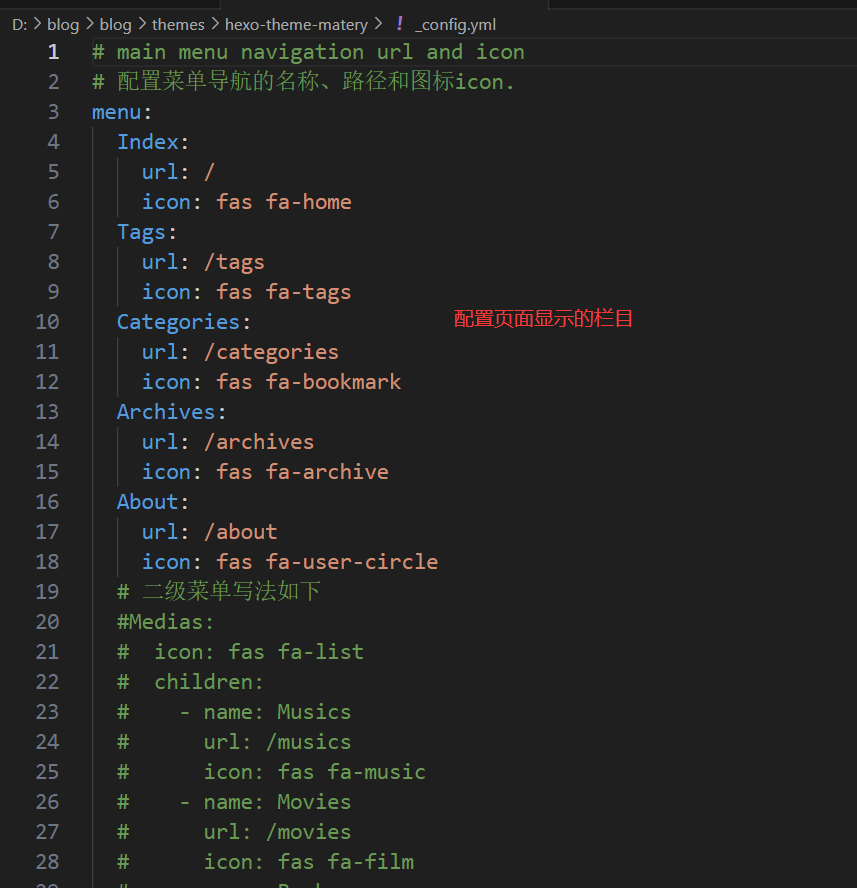 D: > blog > blog > themes > hexo-theme-matery > ! _config.yml
1 # main menu navigation url and icon
2 # 配置菜单导航的名称、路径和图标icon.
3 menu:
4 Index:
5 url: /
6 icon: fas fa-home
7 Tags:
8 url: /tags
9 icon: fas fa-tags
10 Categories:
配置页面显示的栏目
11 url: /categories
12 icon: fas fa-bookmark
13 Archives:
14 url: /archives
15 icon: fas fa-archive
16 About:
17 url: /about
18 icon: fas fa-user-circle
19 # 二级菜单写法如下
20 #Medias:
21 # icon: fas fa-list
22 # children:
23 # - name: Musics
24 # url: /musics
25 # icon: fas fa-music
26 # - name: Movies
27 # url: /movies
28 # icon: fas fa-film